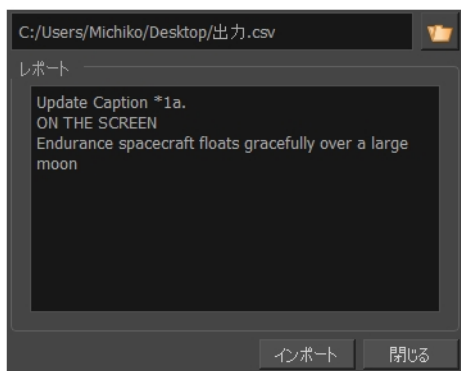 C:/Users/Michiko/Desktop/出力.csv
レポート
Update Caption *1a.
ON THE SCREEN
Endurance spacecraft floats gracefully over a large
moon
インポート
閉じる